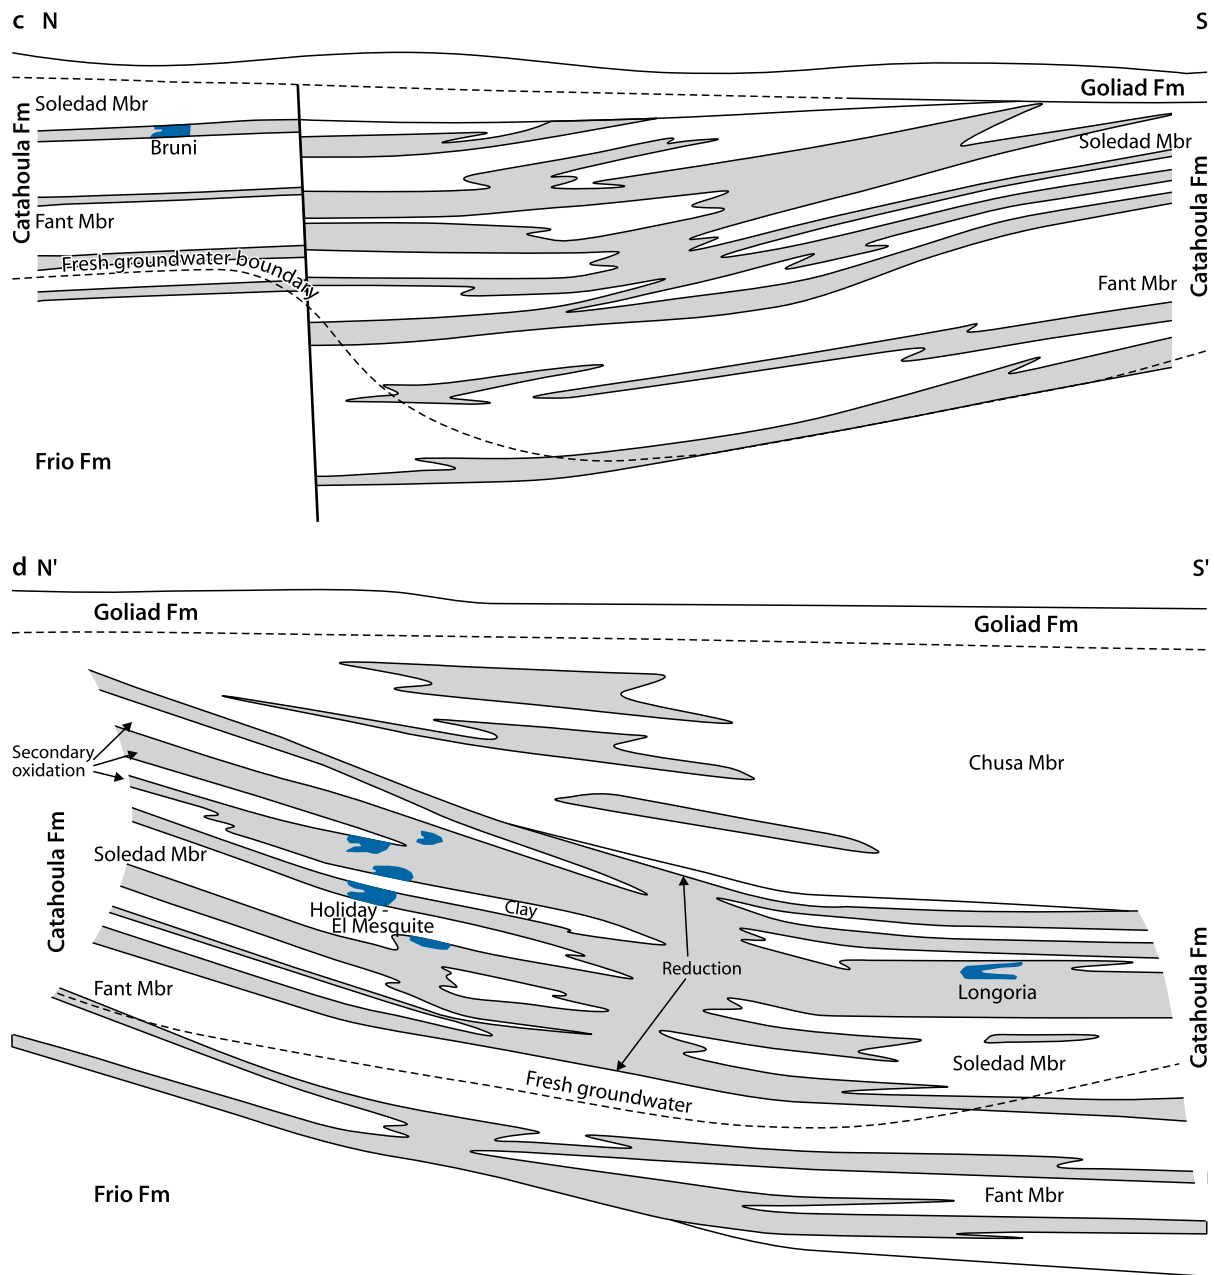 c N
S
Goliad Fm
Soledad Mbr
Bruni
Catahoula Fm
Soledad Mbr
Fant Mbr
Catahoula Fm
Fresh groundwater boundary
Fant Mbr
Frio Fm
d N'
S'
Goliad Fm
Goliad Fm
Secondary
oxidation
Chusa Mbr
Catahoula Fm
Soledad Mbr
Holiday -
El Mesquite
Clay
Reduction
Longoria
Catahoula Fm
Fant Mbr
Soledad Mbr
Fresh groundwater
Frio Fm
Fant Mbr